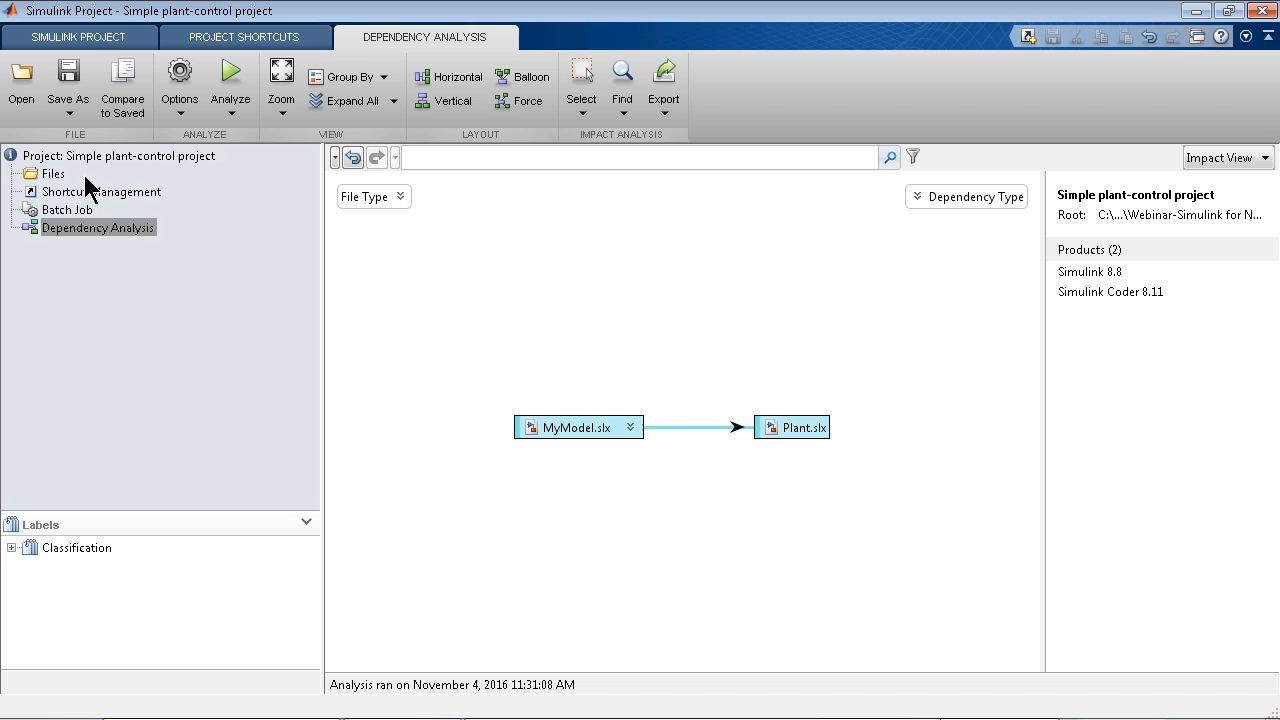 Simulink Project - Simple plant-control project
SIMULINK PROJECT
PROJECT SHORTCUTS
DEPENDENCY ANALYSIS
Open
Save As
Compare to Saved
FILE
Options
Analyze
ANALYZE
Zoom
Group By
Expand All
VIEW
Horizontal
Vertical
Balloon
Force
LAYOUT
Select
Find
Export
IMPACT ANALYSIS
Project: Simple plant-control project
Files
Shortcut Management
Batch Job
Dependency Analysis
Labels
Classification
Impact View
File Type
Dependency Type
MyModel.slx
Plant.slx
Simple plant-control project
Root: C:\...\Webinar-Simulink for N...
Products (2)
Simulink 8.8
Simulink Coder 8.11
Analysis ran on November 4, 2016 11:31:08 AM